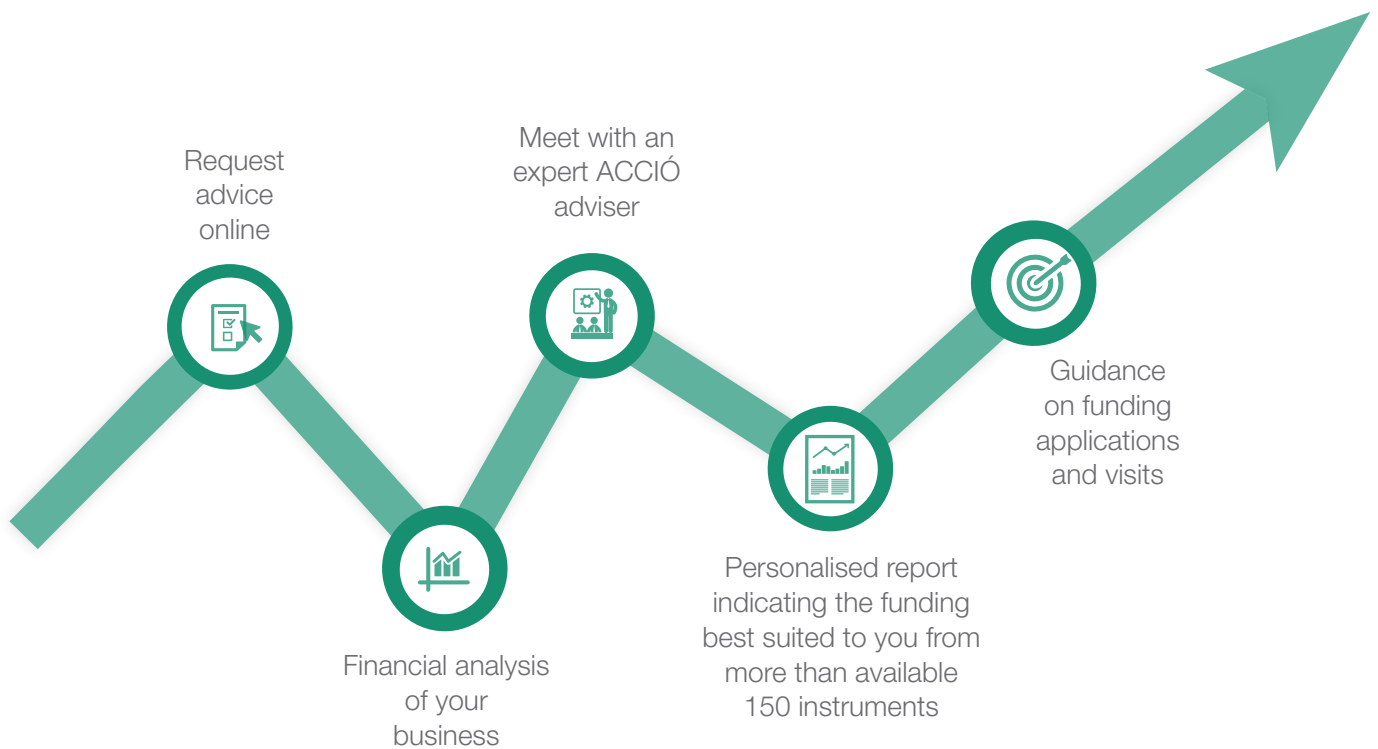 Request
advice
online
Financial analysis
of your
business
Meet with an
expert ACCIÓ
adviser
Personalised report
indicating the funding
best suited to you from
more than available
150 instruments
Guidance
on funding
applications
and visits